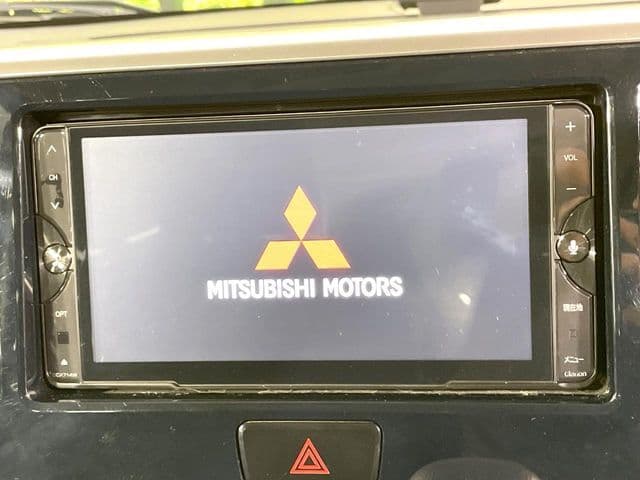 CH
OPT
MITSUBISHI MOTORS
+
VOL
−
現在地
メニュー
Clarion